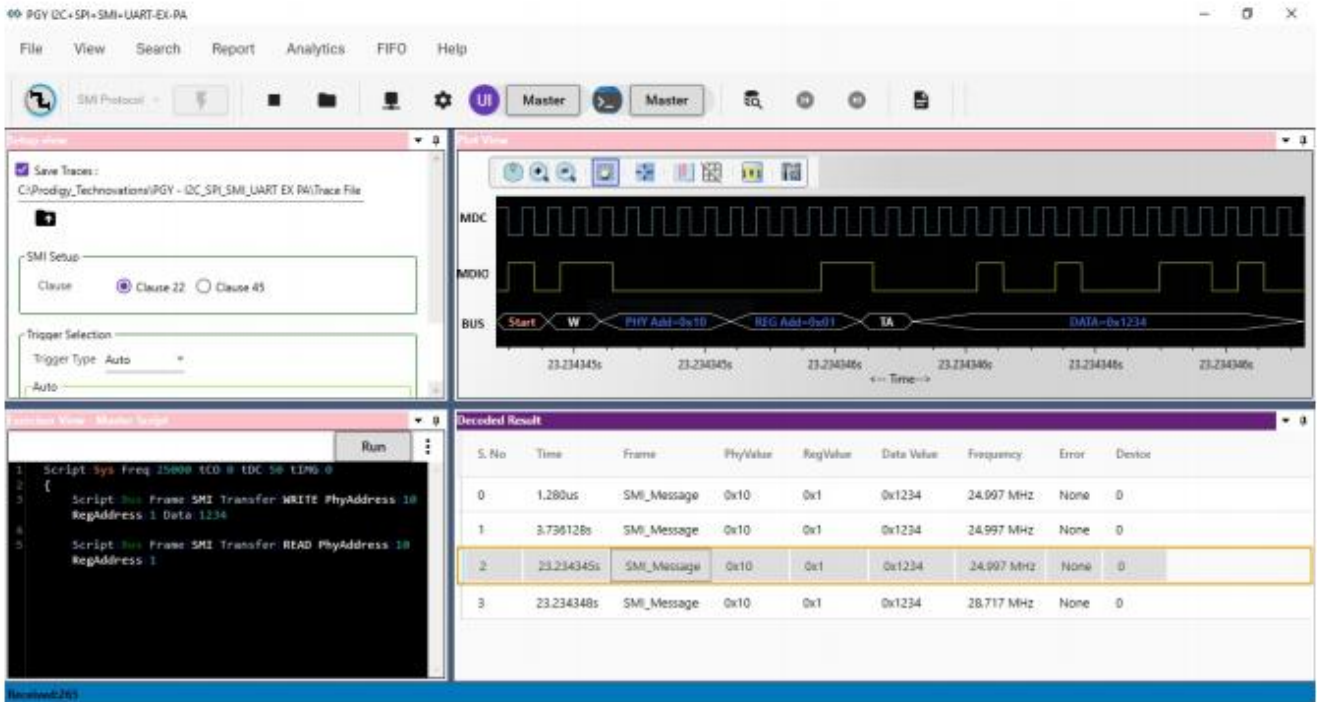 PGY I2C+SPI+SMI+UART-EX-PA
File View Search Report Analytics FIFO Help
SMI Protocol UI Master Master
Setup view
Save Traces :
C:\Prodigy_Technovations\PGY - I2C_SPI_SMI_UART EX PA\Trace File
SMI Setup
Clause Clause 22 Clause 45
Trigger Selection
Trigger Type Auto
Auto
Plot View
MDC
MDIO
BUS Start W PHY Add=0x10 REG Add=0x01 TA DATA=0x1234
23.234345s 23.234345s 23.234346s 23.234346s 23.234346s 23.234346s
<-- Time-->
Execution View - Master Script
Run
1 Script Sys Freq 25000 tCO 0 tDC 50 tIMG 0
2 {
3 Script Bus Frame SMI Transfer WRITE PhyAddress 10
RegAddress 1 Data 1234
4
5 Script Bus Frame SMI Transfer READ PhyAddress 10
RegAddress 1
Decoded Result
S. No Time Frame PhyValue RegValue Data Value Frequency Error Device
0 1.280us SMI_Message 0x10 0x1 0x1234 24.997 MHz None 0
1 3.736128s SMI_Message 0x10 0x1 0x1234 24.997 MHz None 0
2 23.234345s SMI_Message 0x10 0x1 0x1234 24.997 MHz None 0
3 23.234348s SMI_Message 0x10 0x1 0x1234 28.717 MHz None 0
Received:265